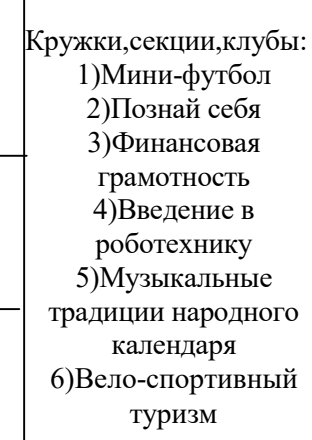 Кружки,секции,клубы:
1)Мини-футбол
2)Познай себя
3)Финансовая
грамотность
4)Введение в
роботехнику
5)Музыкальные
традиции народного
календаря
6)Вело-спортивный
туризм